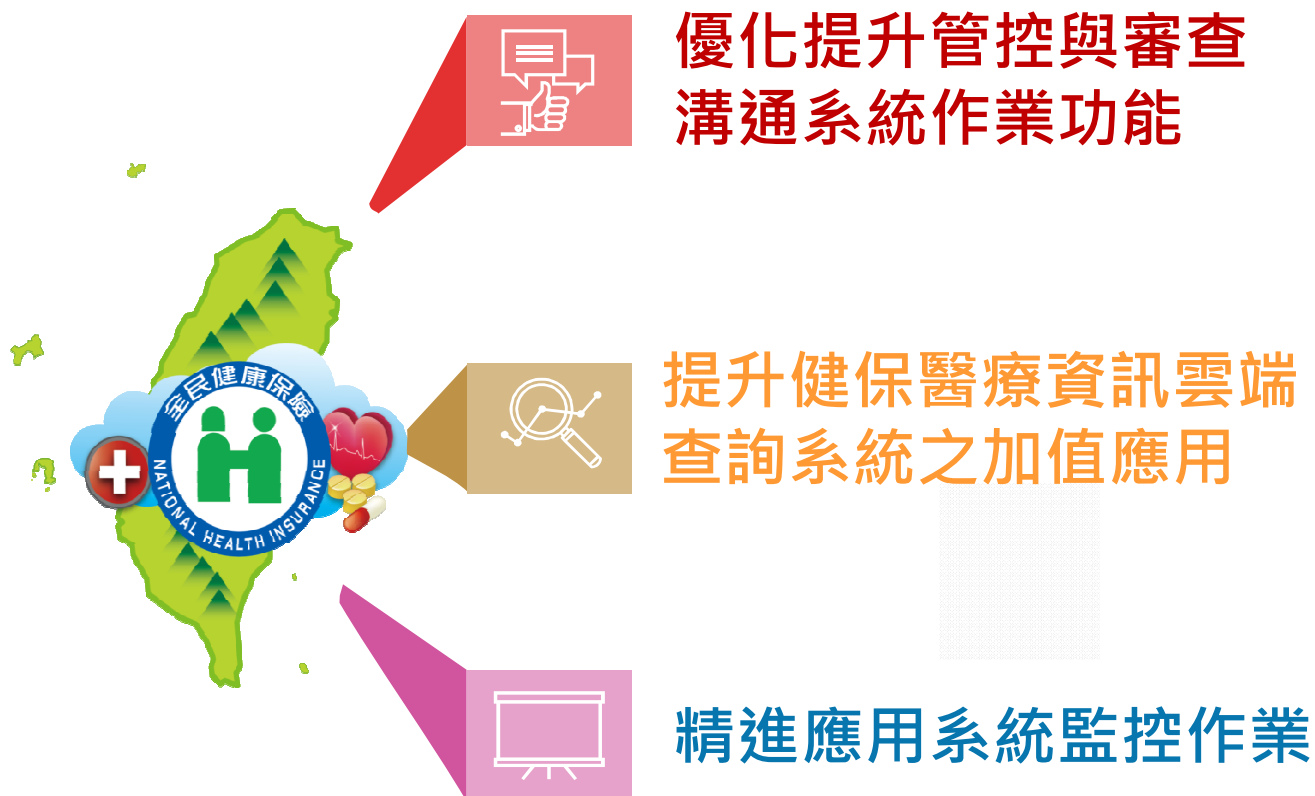 優化提升管控與審查
溝通系統作業功能
全民健康保險
NATIONAL HEALTH INSURANCE
提升健保醫療資訊雲端
查詢系統之加值應用
精進應用系統監控作業